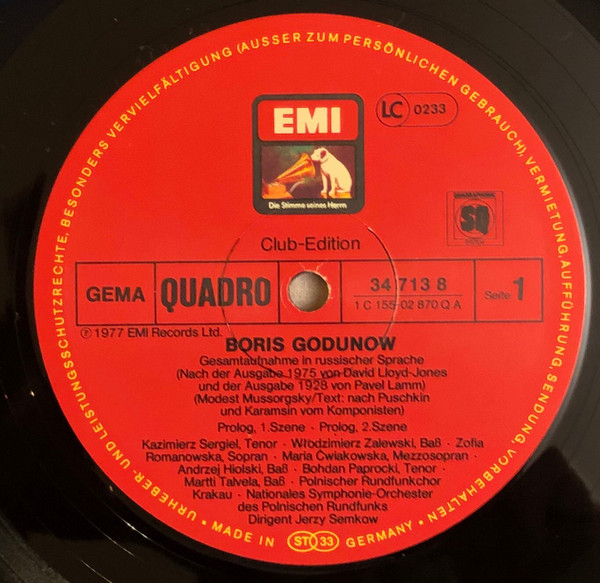 URHEBER- UND LEISTUNGSSCHUTZRECHTE, BESONDERS VERVIELFÄLTIGUNG (AUSSER ZUM PERSÖNLICHEN GEBRAUCH), VERMIETUNG, AUFFÜHRUNG, SENDUNG, VORBEHALTEN
EMI
LC 0233
Die Stimme seines Herrn
SQ
Club-Edition
GEMA
QUADRO
34 713 8
1 C 155-02 870 Q A
Seite 1
℗ 1977 EMI Records Ltd.
BORIS GODUNOW
Gesamtaufnahme in russischer Sprache
(Nach der Ausgabe 1975 von David Lloyd-Jones
und der Ausgabe 1928 von Pavel Lamm)
(Modest Mussorgsky/Text: nach Puschkin
und Karamsin vom Komponisten)
Prolog, 1.Szene · Prolog, 2.Szene
Kazimierz Sergiel, Tenor · Włodzimierz Zalewski, Baß · Zofia
Romanowska, Sopran · Maria Ćwiakowska, Mezzosopran ·
Andrzej Hiolski, Baß · Bohdan Paprocki, Tenor ·
Martti Talvela, Baß · Polnischer Rundfunkchor
Krakau · Nationales Symphonie-Orchester
des Polnischen Rundfunks
Dirigent Jerzy Semkow
• MADE IN ST 33 GERMANY •